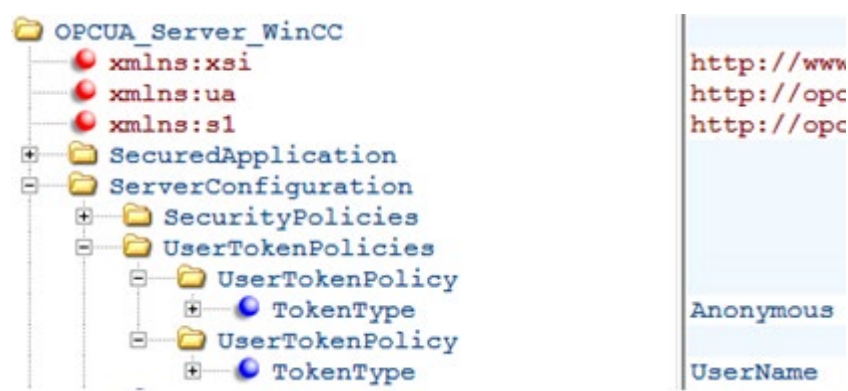 OPCUA_Server_WinCC
xmlns:xsi http://www
xmlns:ua http://opc
xmlns:s1 http://opc
SecuredApplication
ServerConfiguration
SecurityPolicies
UserTokenPolicies
UserTokenPolicy
TokenType Anonymous
UserTokenPolicy
TokenType UserName